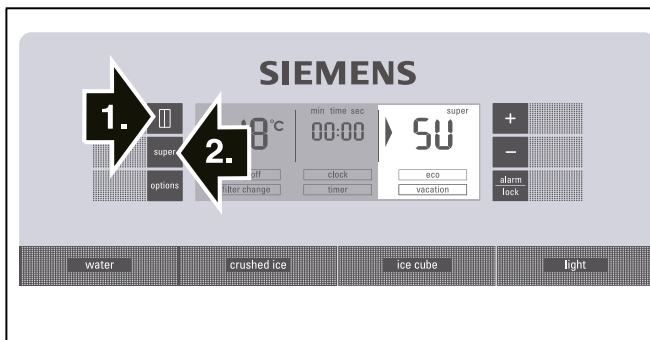 SIEMENS
1.
min time sec
super
8°C
00:00
SU
+
super
2.
−
off
clock
eco
options
filter change
timer
vacation
alarm
lock
water
crushed ice
ice cube
light